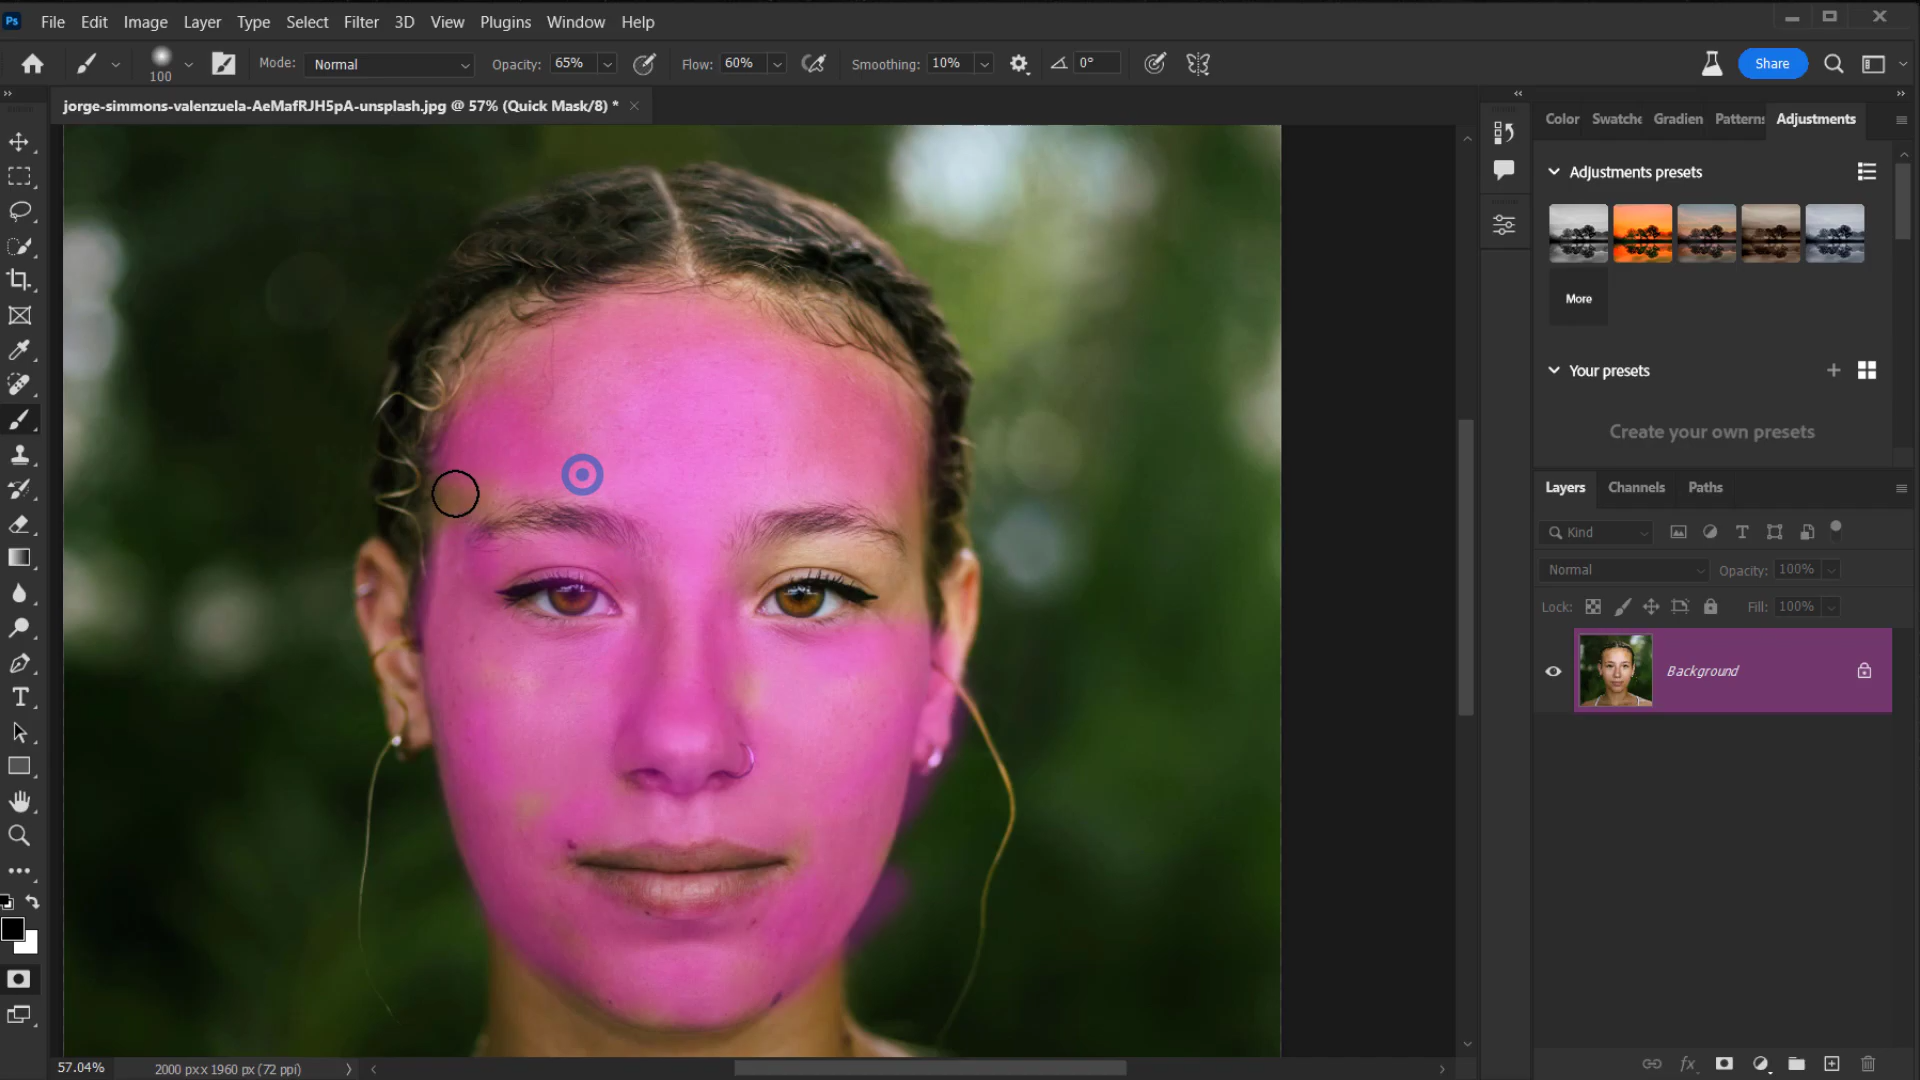 Ps File Edit Image Layer Type Select Filter 3D View Plugins Window Help
100 Mode: Normal Opacity: 65% Flow: 60% Smoothing: 10% 0° Share
jorge-simmons-valenzuela-AeMafRJH5pA-unsplash.jpg @ 57% (Quick Mask/8) *
Color Swatche Gradien Patterns Adjustments
Adjustments presets
More
Your presets
Create your own presets
Layers Channels Paths
Kind
Normal Opacity: 100%
Lock: Fill: 100%
Background
57.04% 2000 px x 1960 px (72 ppi)
fx